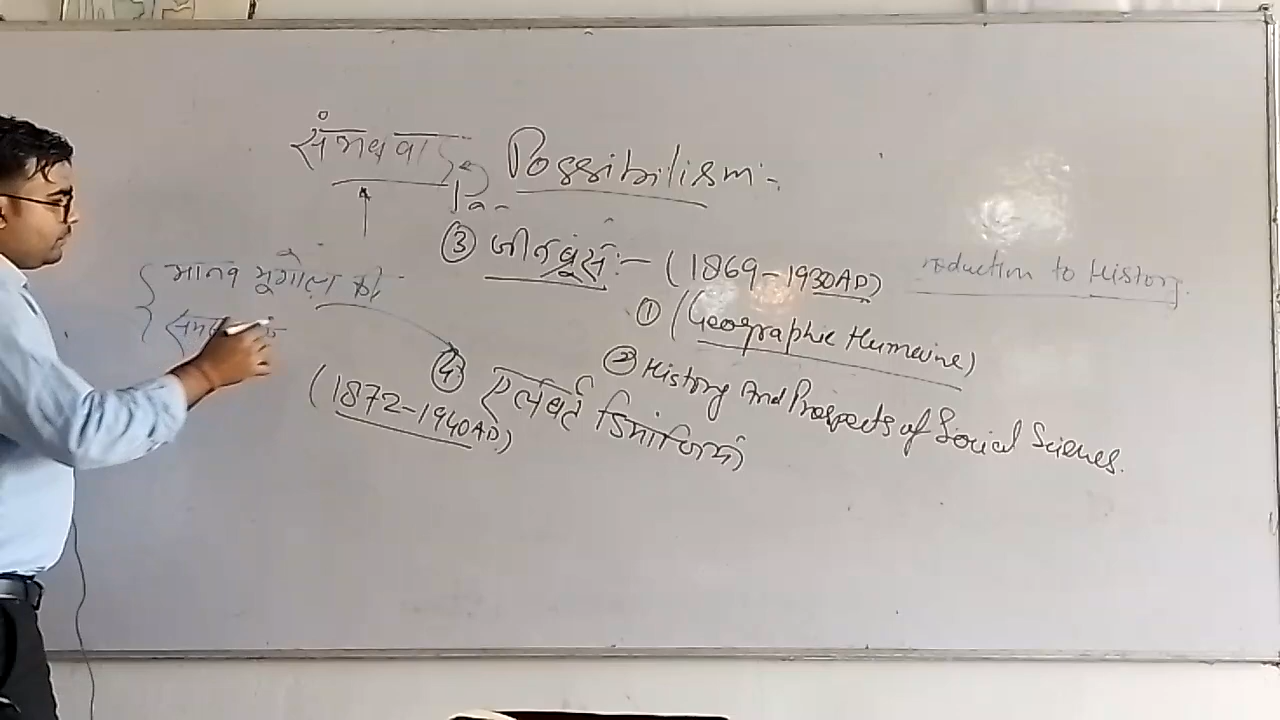 संभववाद Possibilism:-
③ जीन ब्रुंस:- (1869-1930AD)
roduction to History.
① (Geographie Humaine)
{ मानव भूगोल की
② History And Prospects of Social Sciences.
④ एलबर्ट डिमांजियाँ
(1872-1940AD)